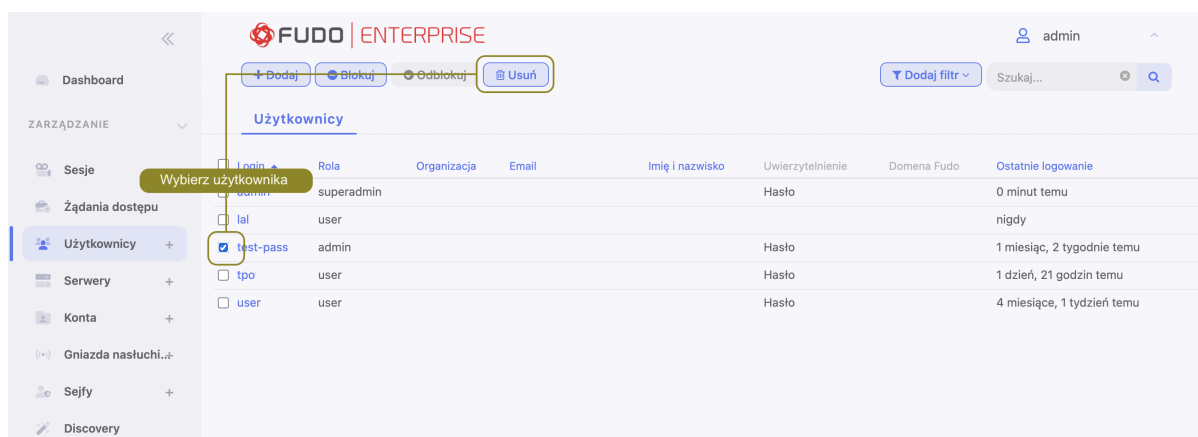 FUDO ENTERPRISE
admin
Dashboard
+ Dodaj
Blokuj
Odblokuj
Usuń
Dodaj filtr
Szukaj...
ZARZĄDZANIE
Użytkownicy
Login Rola Organizacja Email Imię i nazwisko Uwierzytelnienie Domena Fudo Ostatnie logowanie
Sesje
Wybierz użytkownika
admin superadmin Hasło 0 minut temu
Żądania dostępu
lal user nigdy
Użytkownicy +
test-pass admin Hasło 1 miesiąc, 2 tygodnie temu
Serwery +
tpo user Hasło 1 dzień, 21 godzin temu
user user Hasło 4 miesiące, 1 tydzień temu
Konta +
Gniazda nasłuchi...+
Sejfy +
Discovery